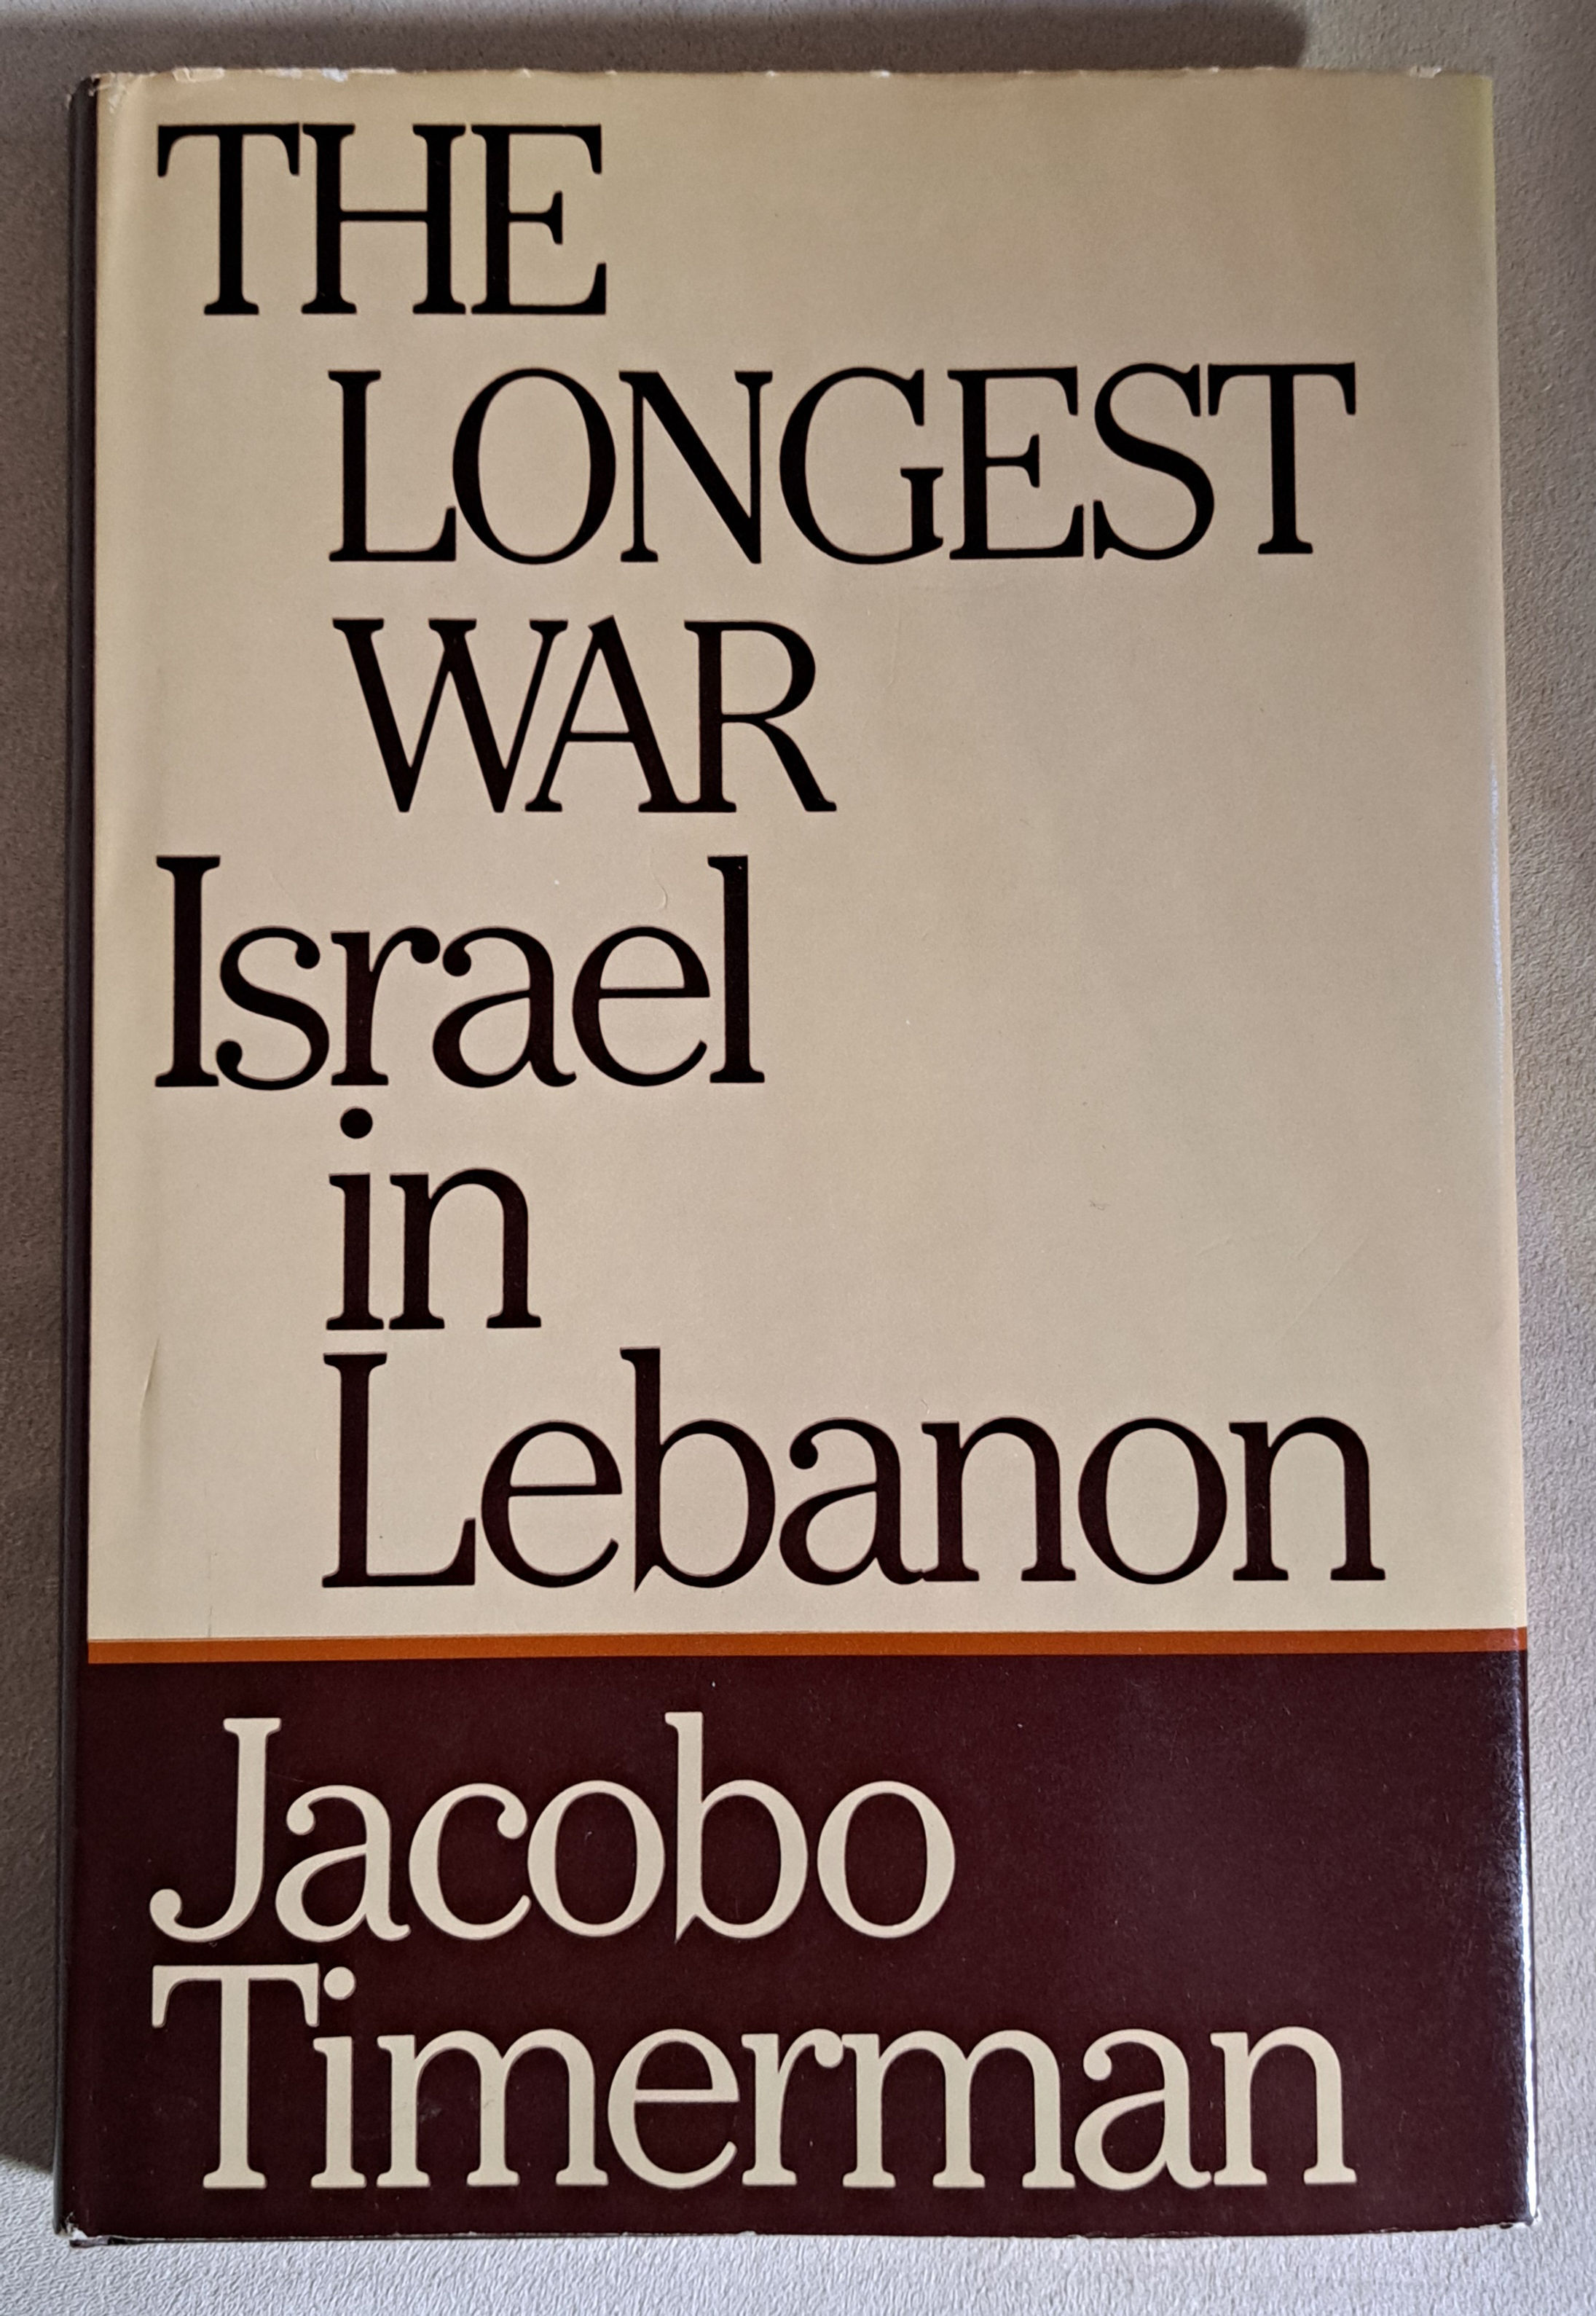 THE
LONGEST
WAR
Israel
in
Lebanon
Jacobo
Timerman